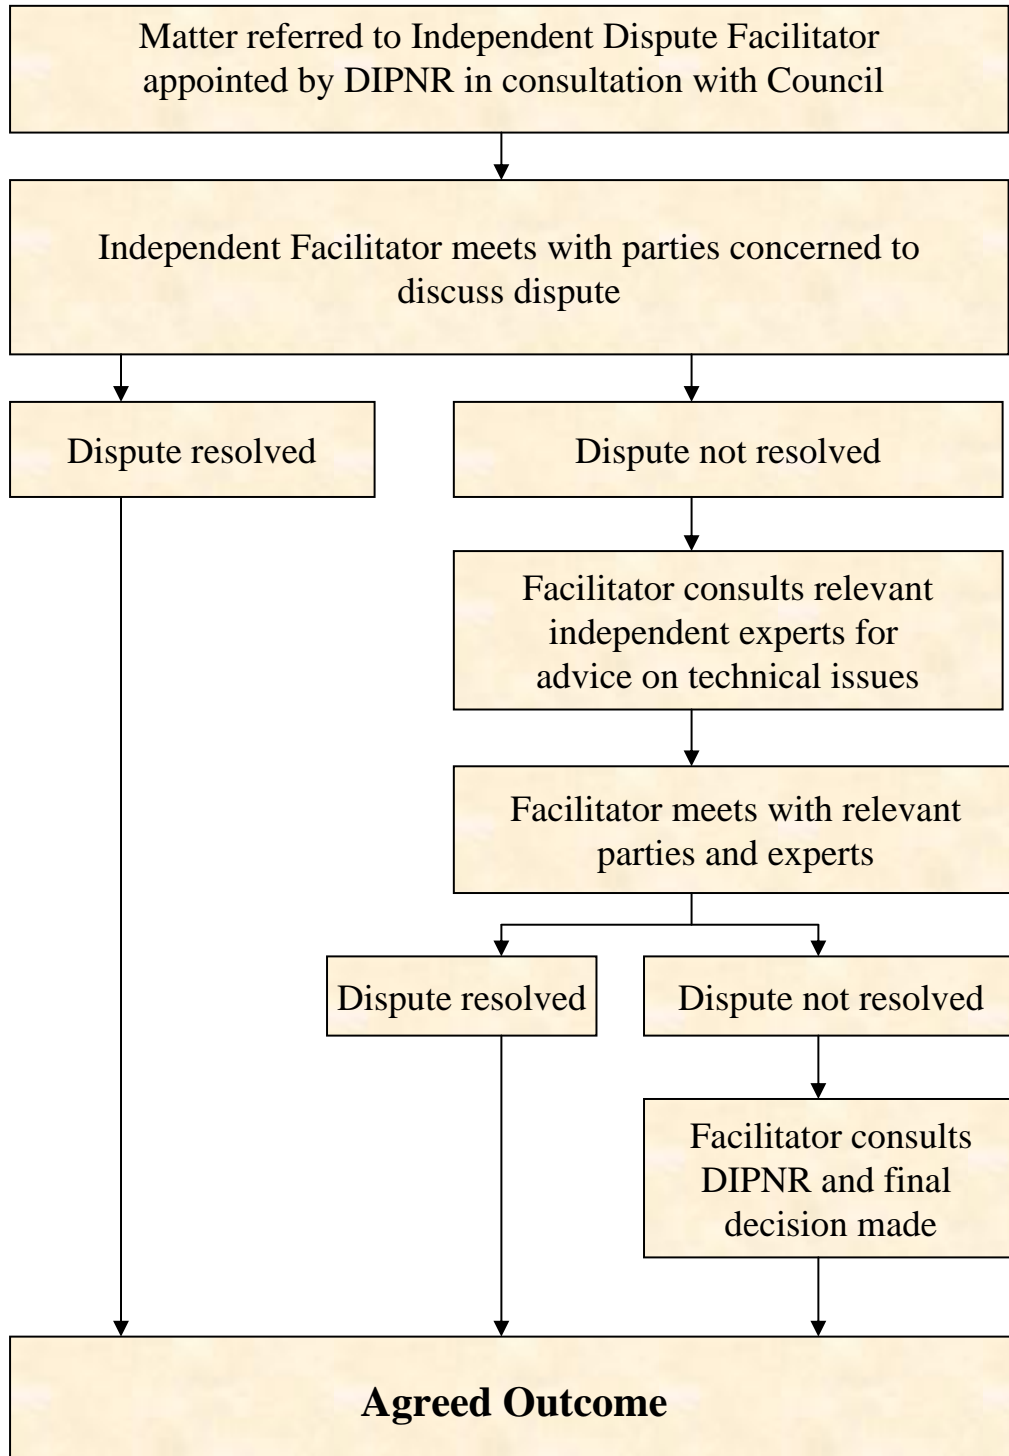 Matter referred to Independent Dispute Facilitator
appointed by DIPNR in consultation with Council
Independent Facilitator meets with parties concerned to
discuss dispute
Dispute resolved
Dispute not resolved
Facilitator consults relevant
independent experts for
advice on technical issues
Facilitator meets with relevant
parties and experts
Dispute resolved
Dispute not resolved
Facilitator consults
DIPNR and final
decision made
Agreed Outcome